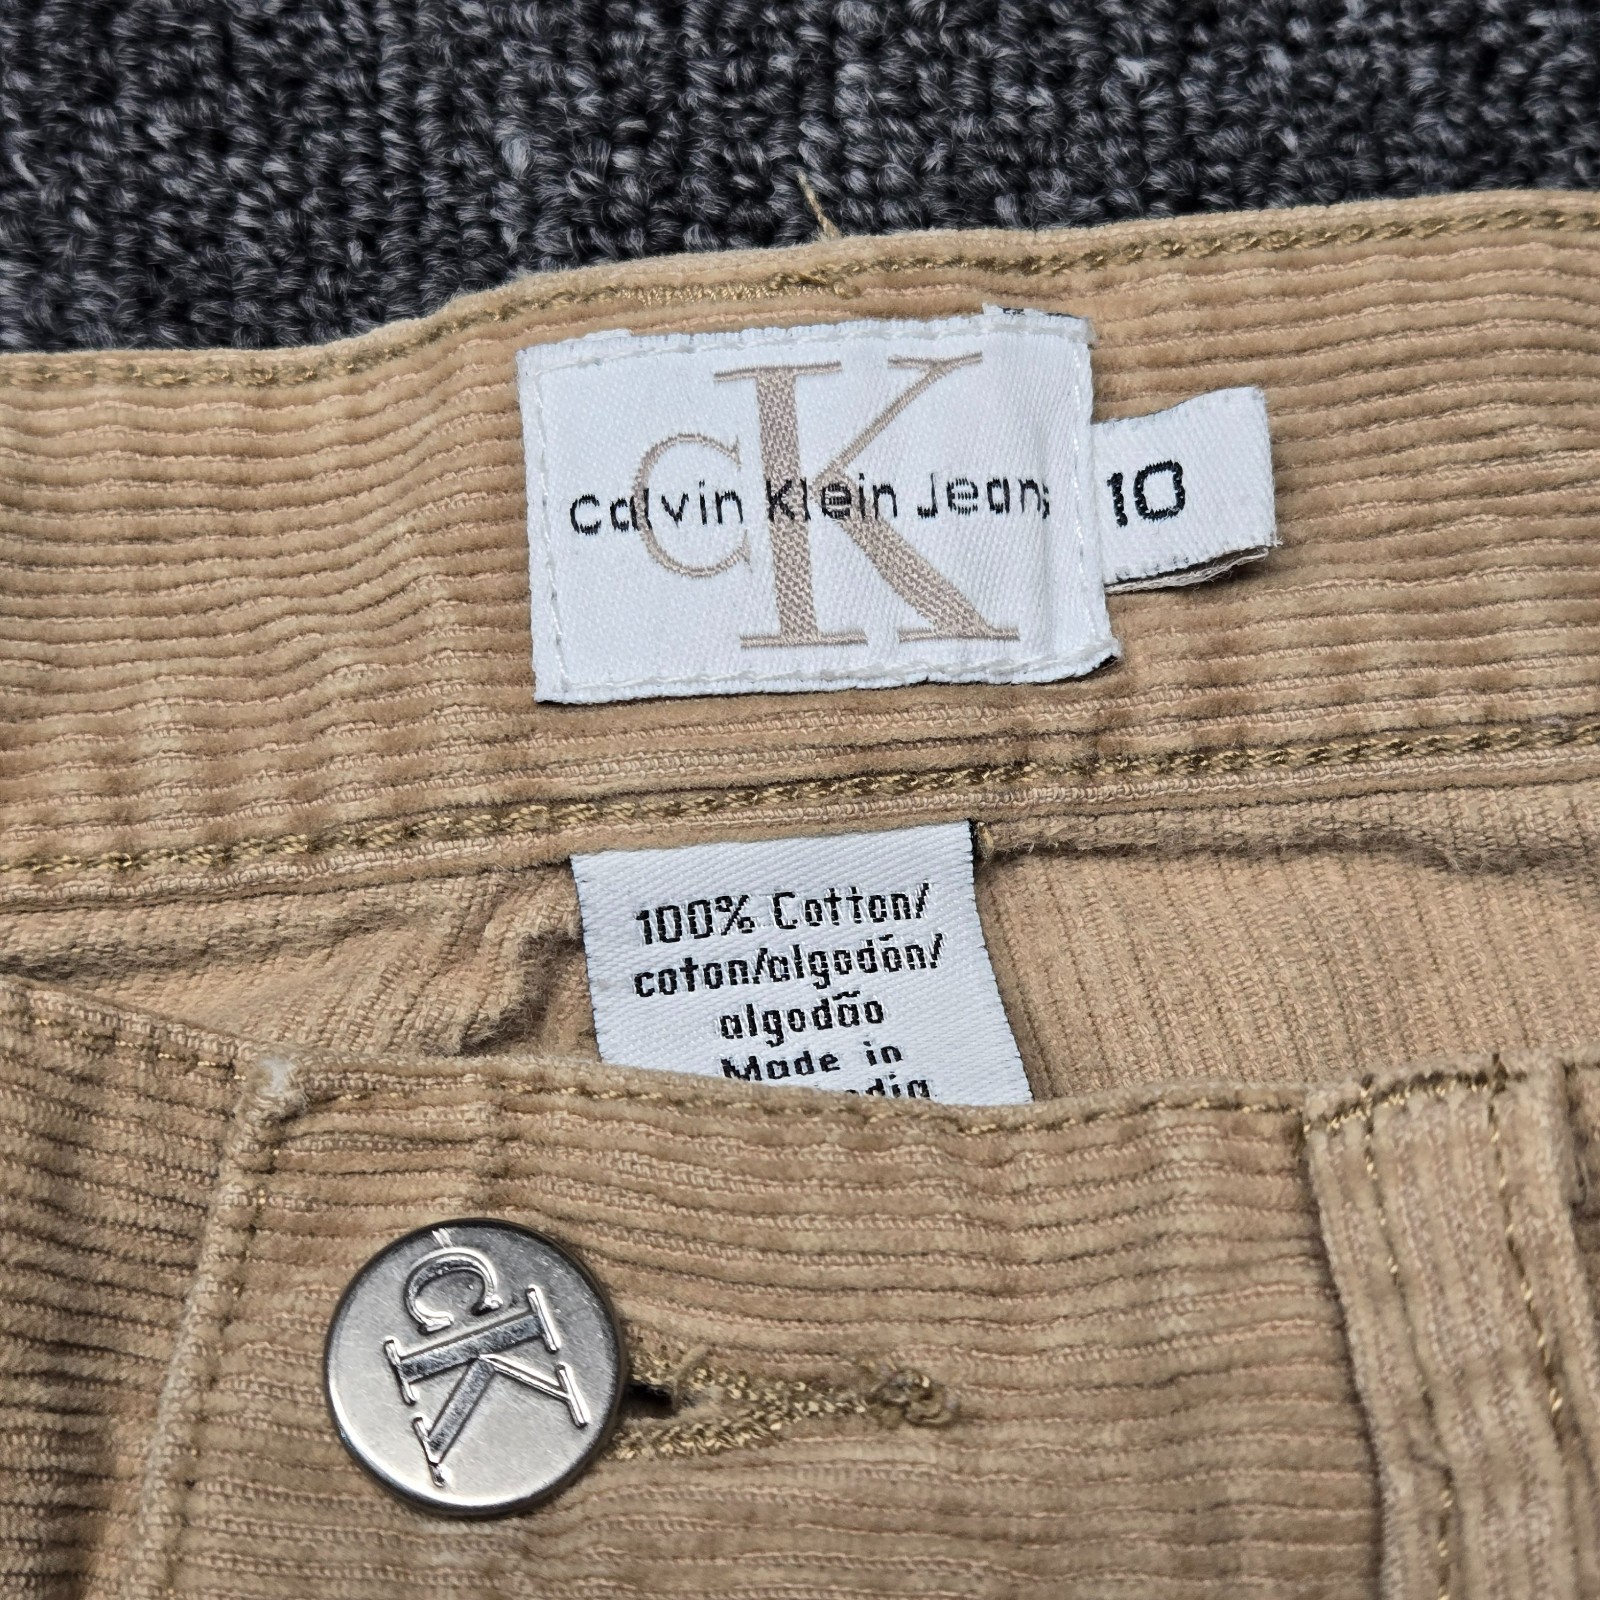 CK
Calvin Klein Jeans
10
100% Cotton/
coton/algodón/
algodão
Made in
CK